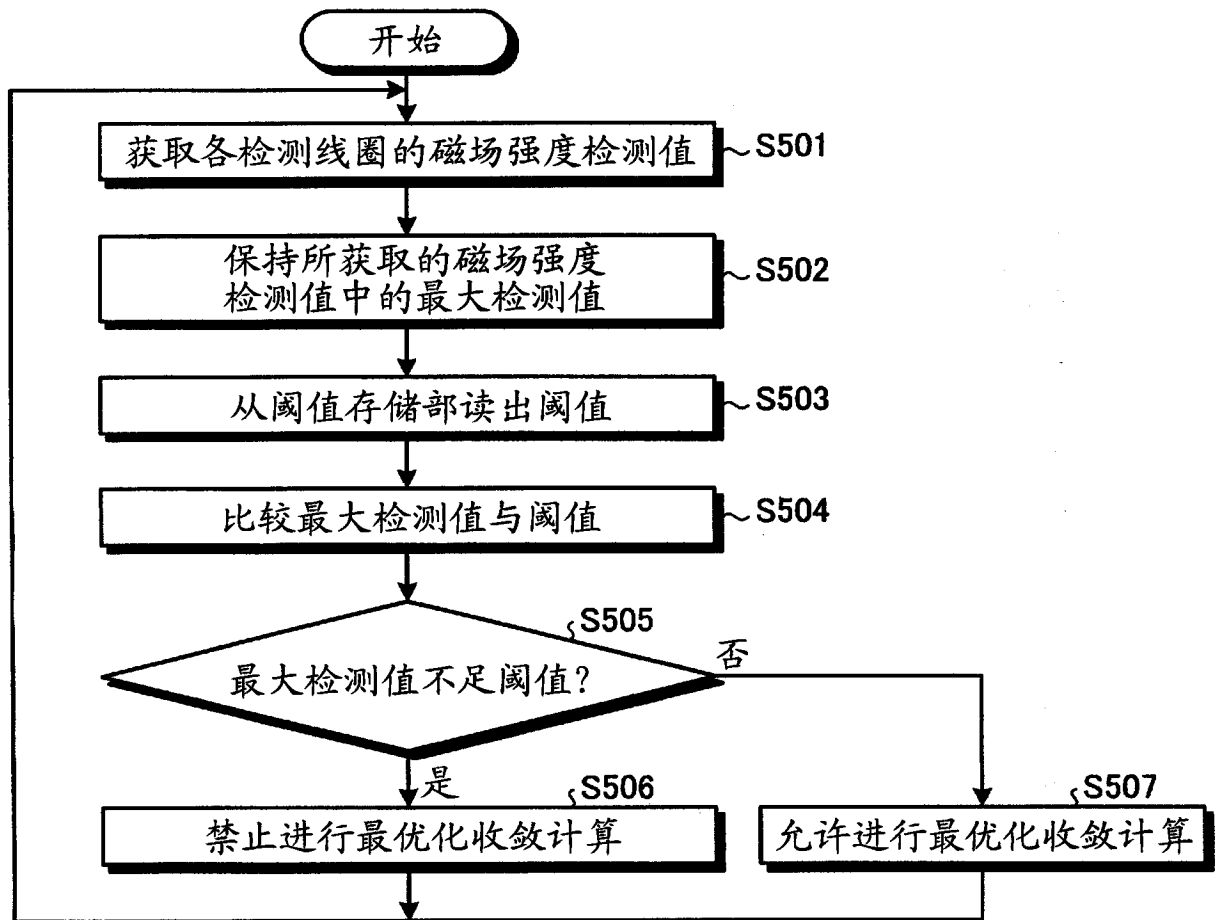 开始
获取各检测线圈的磁场强度检测值
S501
保持所获取的磁场强度
检测值中的最大检测值
S502
从阈值存储部读出阈值
S503
比较最大检测值与阈值
S504
S505
最大检测值不足阈值?
否
是
S506
禁止进行最优化收敛计算
S507
允许进行最优化收敛计算